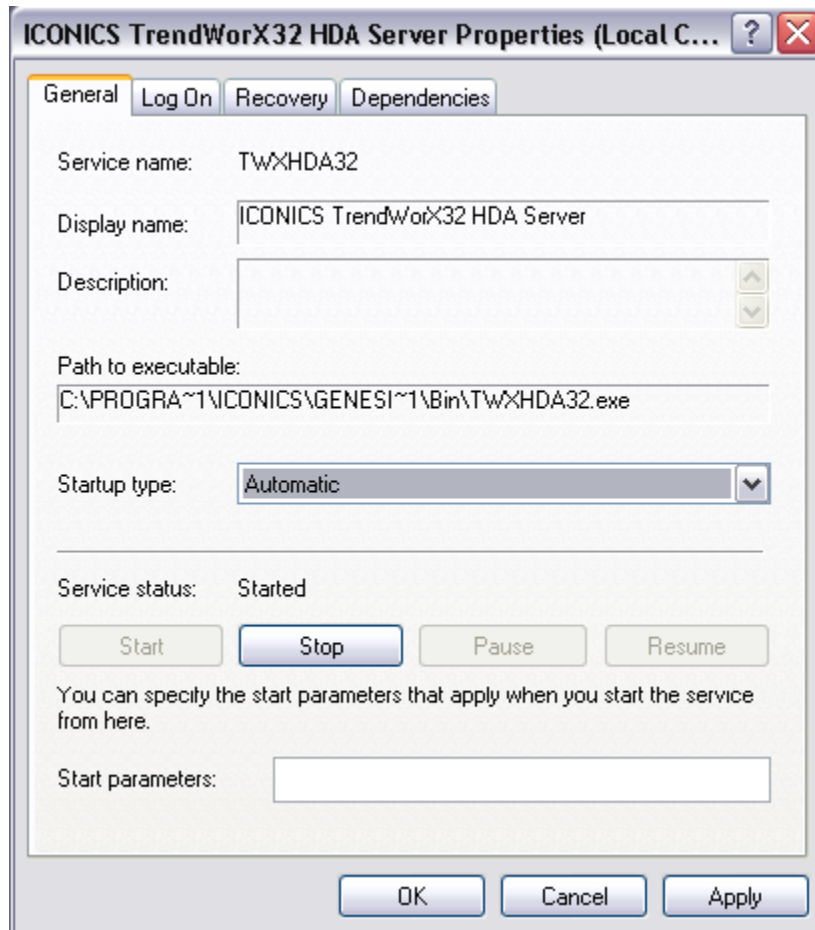 ICONICS TrendWorX32 HDA Server Properties (Local C... ?
General Log On Recovery Dependencies
Service name: TWXHDA32
Display name: ICONICS TrendWorX32 HDA Server
Description:
Path to executable:
C:\PROGRA~1\ICONICS\GENESI~1\Bin\TWXHDA32.exe
Startup type: Automatic
Service status: Started
Start Stop Pause Resume
You can specify the start parameters that apply when you start the service
from here.
Start parameters:
OK Cancel Apply